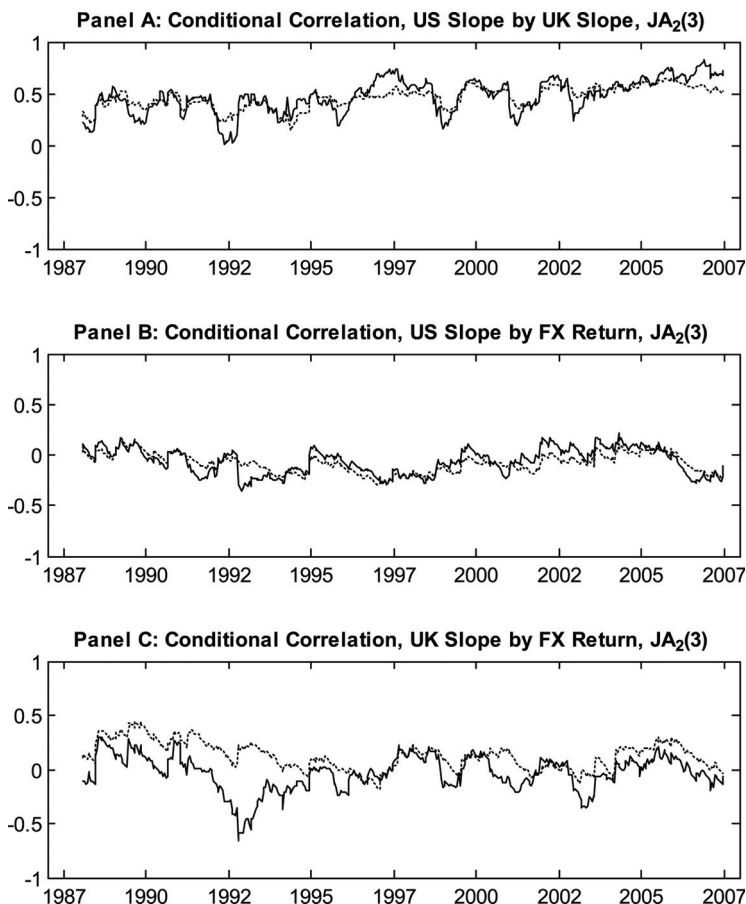 Panel A: Conditional Correlation, US Slope by UK Slope, JA₂(3)
1
0.5
0
-0.5
-1
1987 1990 1992 1995 1997 2000 2002 2005 2007
Panel B: Conditional Correlation, US Slope by FX Return, JA₂(3)
1
0.5
0
-0.5
-1
1987 1990 1992 1995 1997 2000 2002 2005 2007
Panel C: Conditional Correlation, UK Slope by FX Return, JA₂(3)
1
0.5
0
-0.5
-1
1987 1990 1992 1995 1997 2000 2002 2005 2007